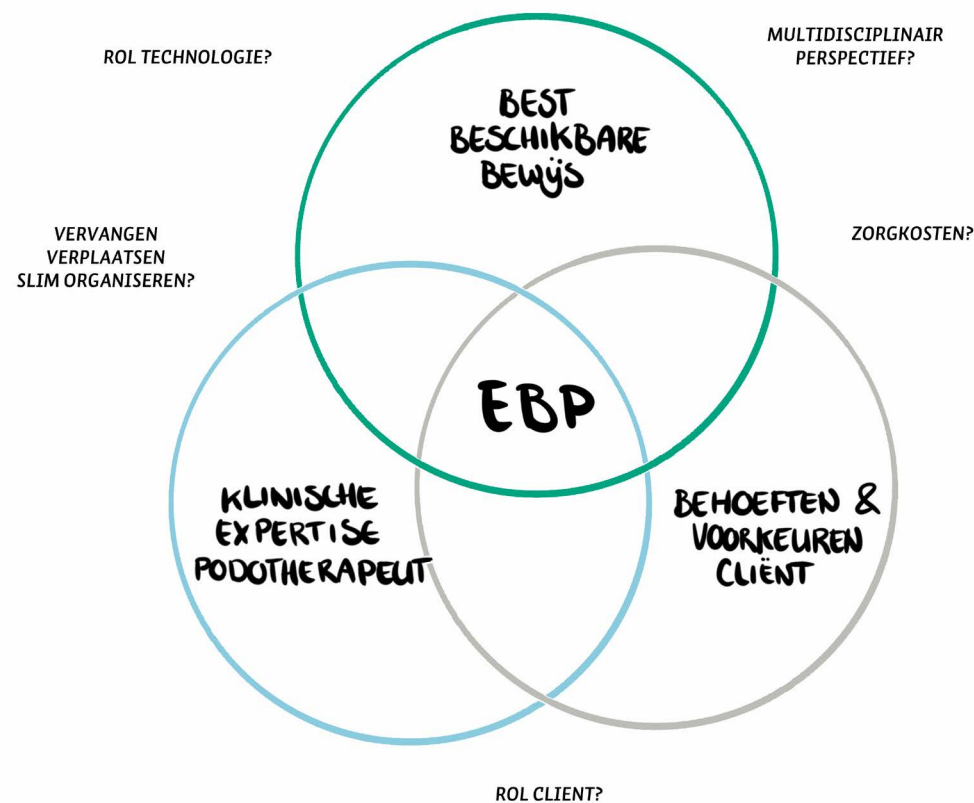 ROL TECHNOLOGIE?
MULTIDISCIPLINAIR
PERSPECTIEF?
BEST
BESCHIKBARE
BEWIJS
VERVANGEN
VERPLAATSEN
SLIM ORGANISEREN?
ZORGKOSTEN?
EBP
KLINISCHE
EXPERTISE
PODOTHERAPEUT
BEHOEFTEN &
VOORKEUREN
CLIËNT
ROL CLIENT?